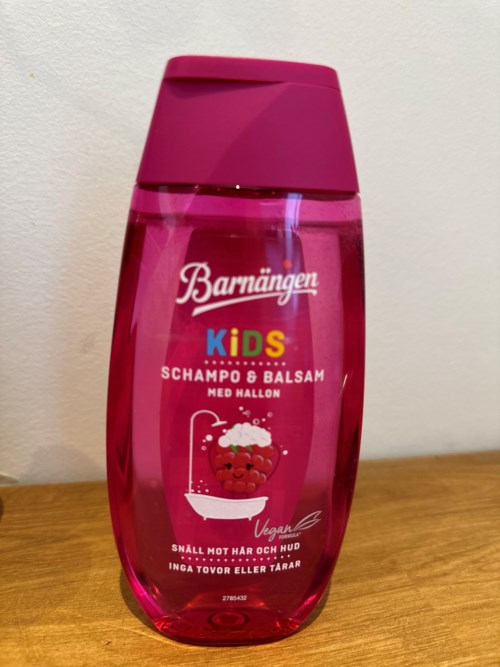 Barnängen
KiDS
SCHAMPO & BALSAM
MED HALLON
Vegan
FORMULA*
SNÄLL MOT HÅR OCH HUD
INGA TOVOR ELLER TÅRAR
2785432